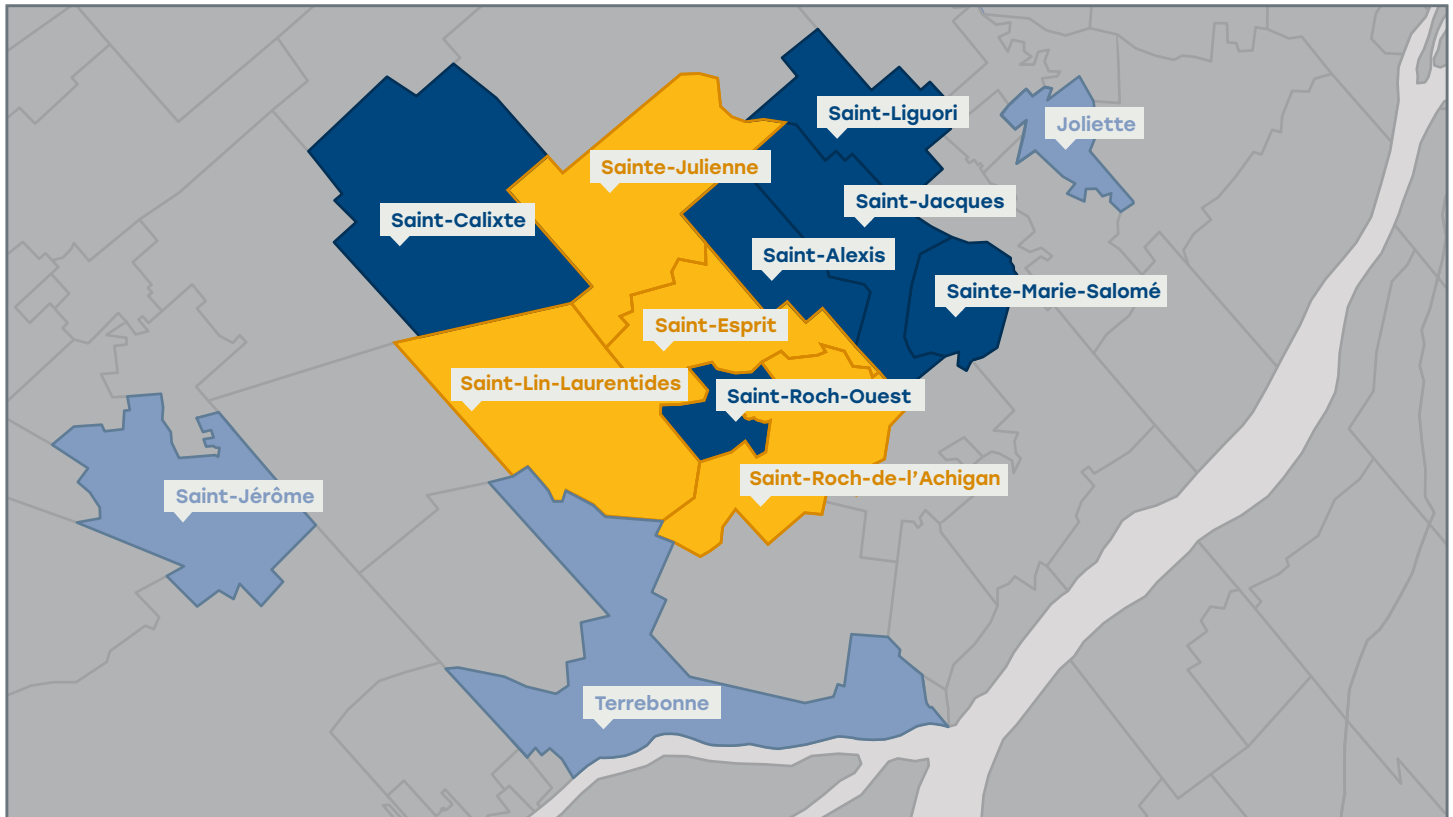 Saint-Liguori
Joliette
Sainte-Julienne
Saint-Jacques
Saint-Calixte
Saint-Alexis
Sainte-Marie-Salomé
Saint-Esprit
Saint-Lin-Laurentides
Saint-Roch-Ouest
Saint-Roch-de-l’Achigan
Saint-Jérôme
Terrebonne